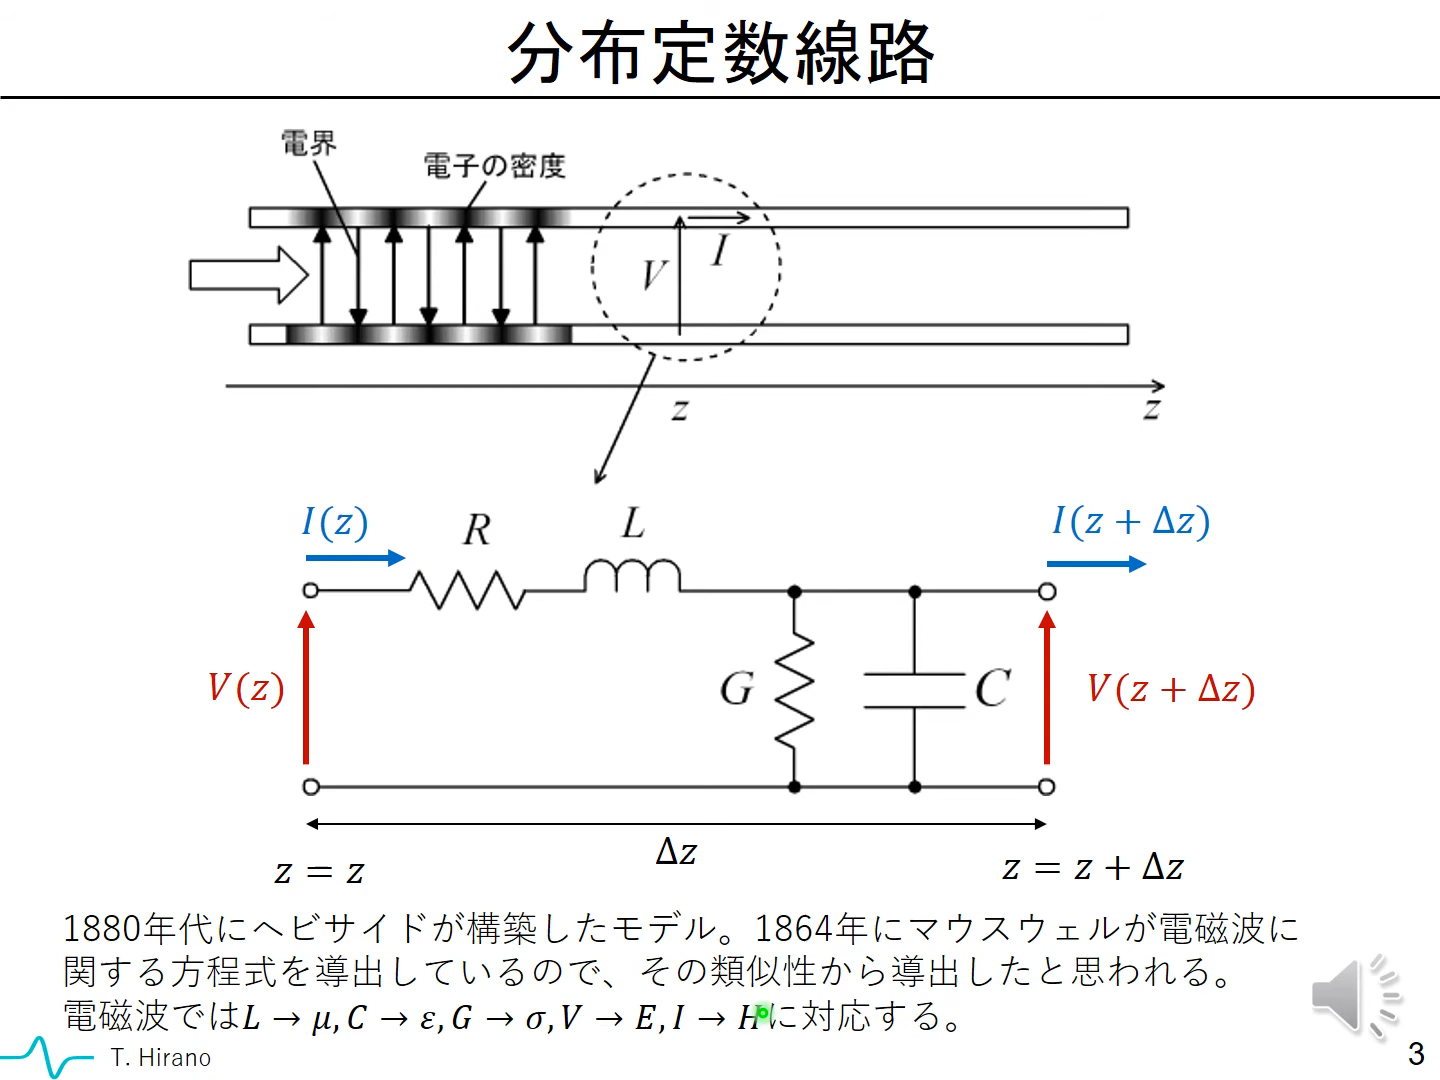 分布定数線路
電界
電子の密度
V
I
z
z
I(z)
R
L
I(z + Δz)
V(z)
G
C
V(z + Δz)
Δz
z = z
z = z + Δz
1880年代にヘビサイドが構築したモデル。1864年にマウスウェルが電磁波に
関する方程式を導出しているので、その類似性から導出したと思われる。
電磁波ではL → μ, C → ε, G → σ, V → E, I → Hに対応する。
T. Hirano
3